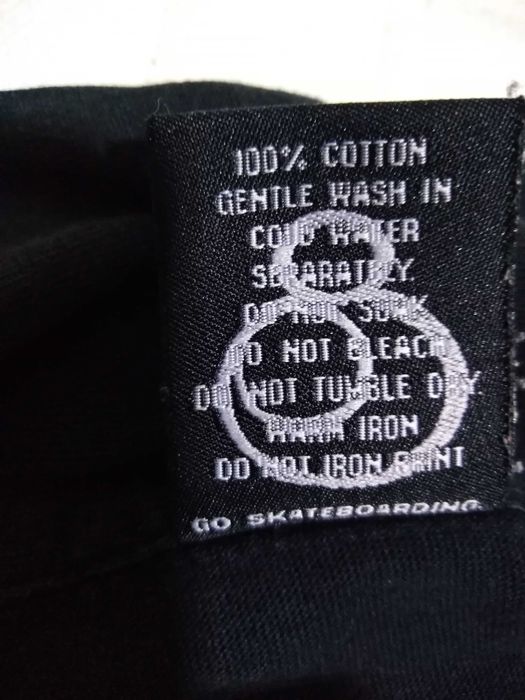 100% COTTON
GENTLE WASH IN
COLD WATER
SEPARATELY.
DO NOT SOAK
DO NOT BLEACH
DO NOT TUMBLE DRY.
WARM IRON
DO NOT IRON PRINT
GO SKATEBOARDING